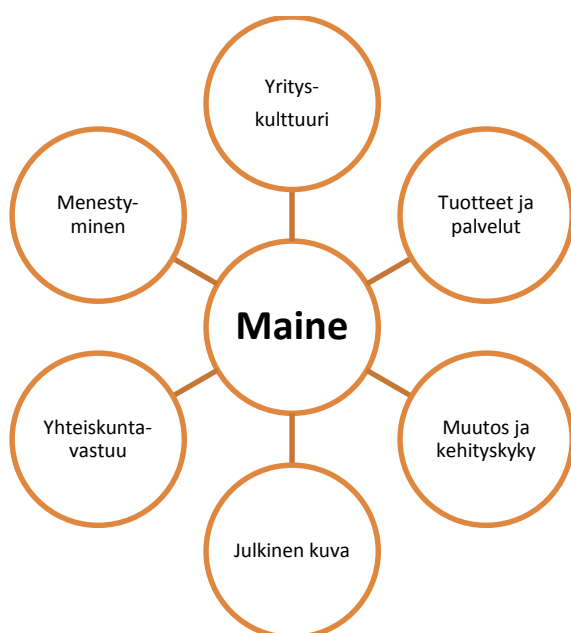 Yritys-
kulttuuri
Tuotteet ja
palvelut
Muutos ja
kehityskyky
Julkinen kuva
Yhteiskunta-
vastuu
Menesty-
minen
Maine